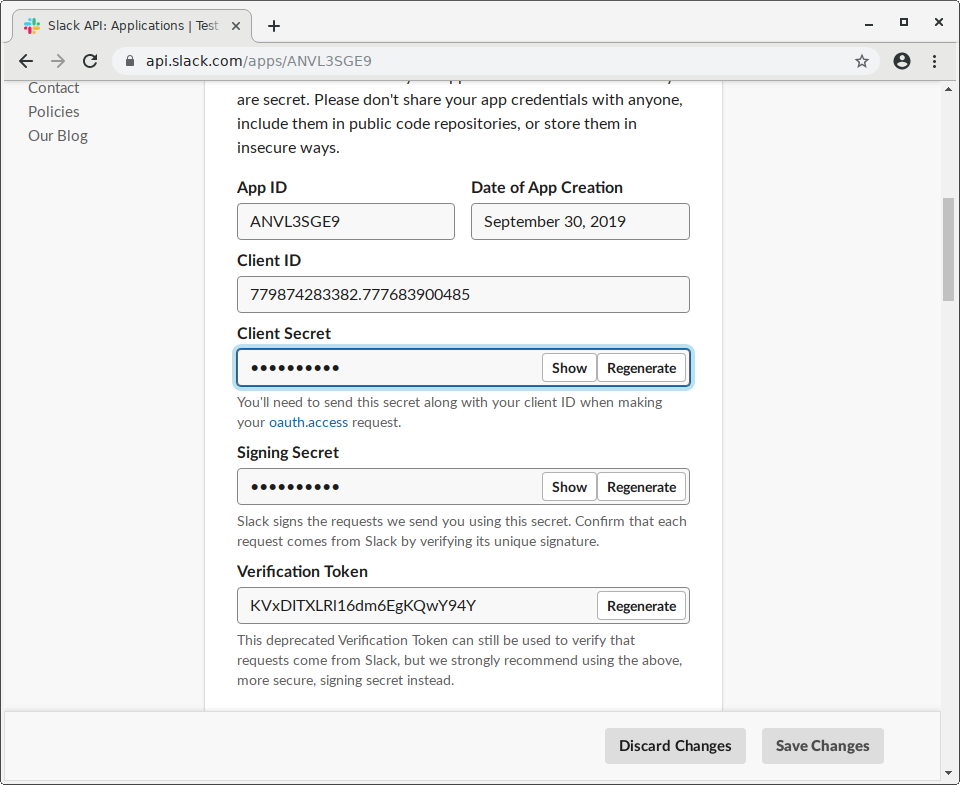 Slack API: Applications | Test
api.slack.com/apps/ANVL3SGE9
Contact
Policies
Our Blog
are secret. Please don't share your app credentials with anyone,
include them in public code repositories, or store them in
insecure ways.
App ID
Date of App Creation
ANVL3SGE9
September 30, 2019
Client ID
779874283382.777683900485
Client Secret
••••••••••
Show
Regenerate
You'll need to send this secret along with your client ID when making
your oauth.access request.
Signing Secret
••••••••••
Show
Regenerate
Slack signs the requests we send you using this secret. Confirm that each
request comes from Slack by verifying its unique signature.
Verification Token
Regenerate
This deprecated Verification Token can still be used to verify that
requests come from Slack, but we strongly recommend using the above,
more secure, signing secret instead.
Discard Changes
Save Changes